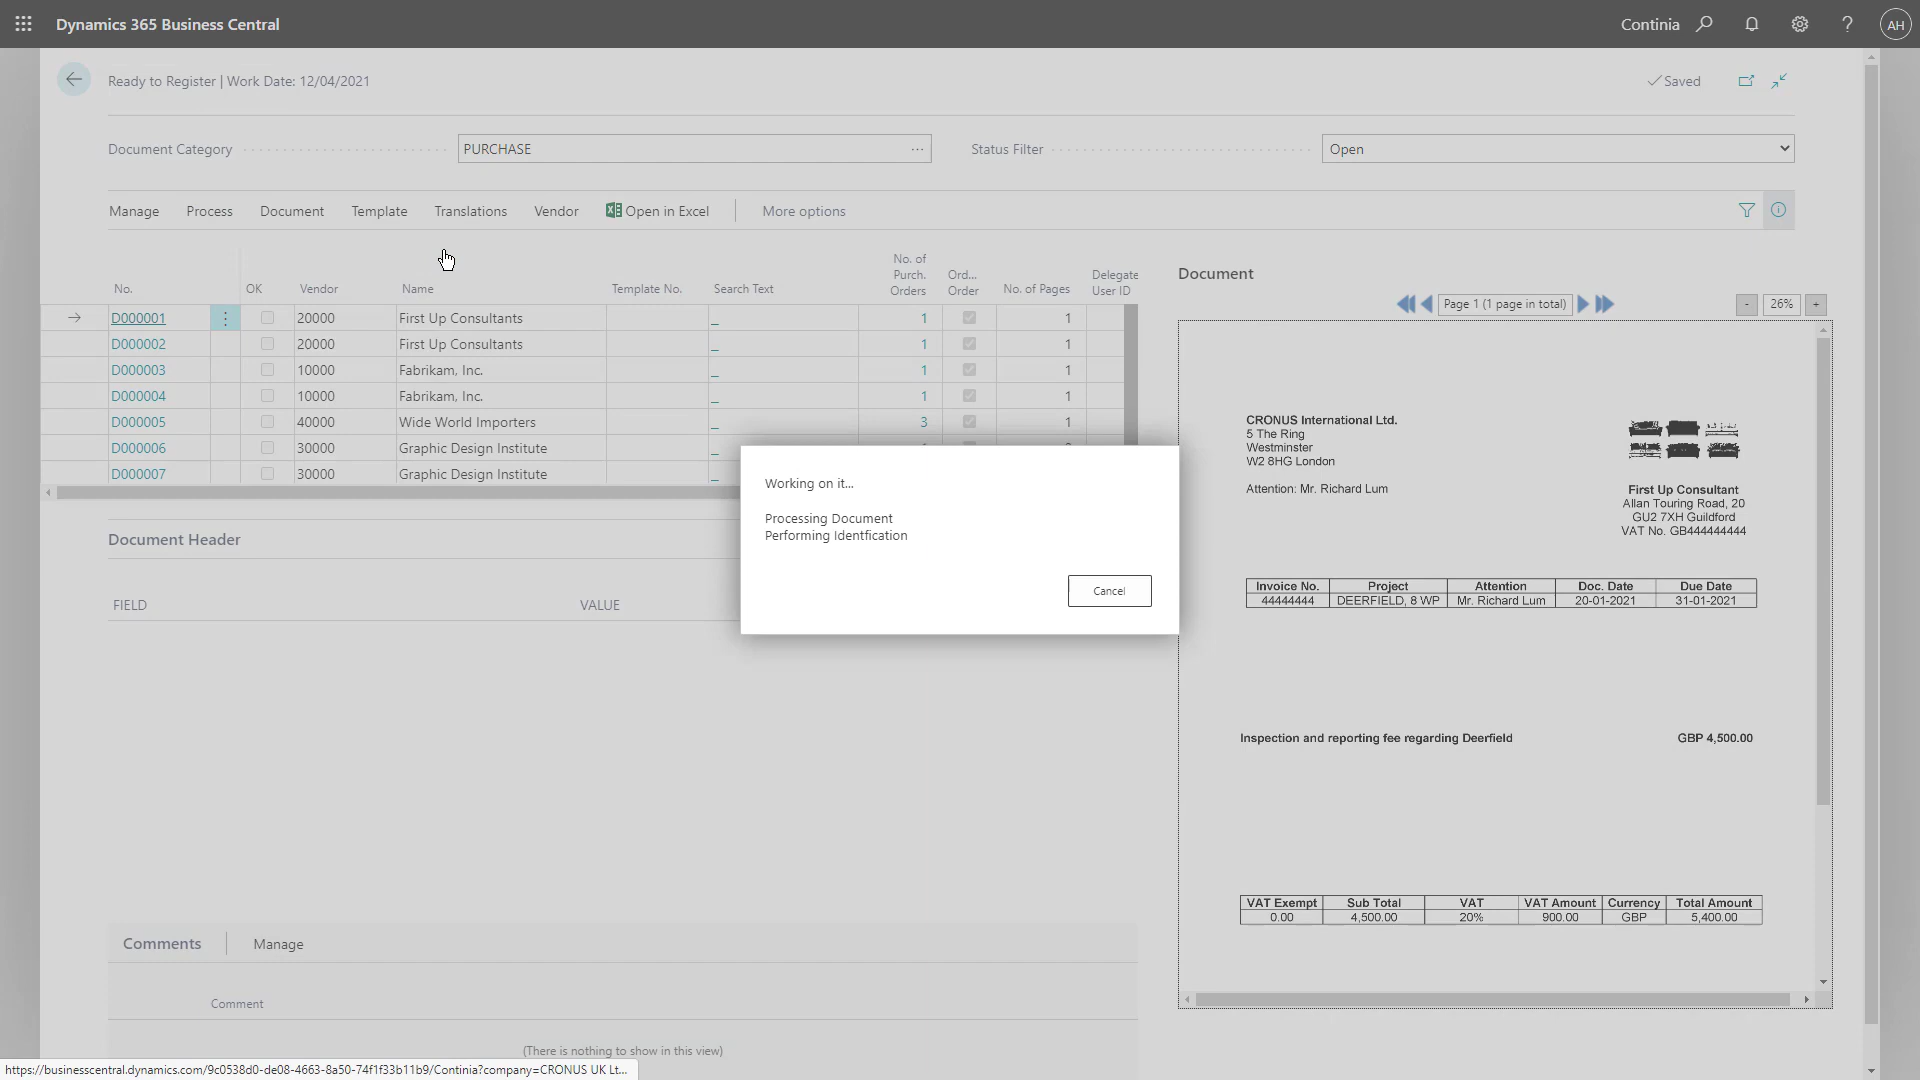 Dynamics 365 Business Central
Continia
AH
Ready to Register | Work Date: 12/04/2021
Saved
Document Category
PURCHASE
Status Filter
Open
Manage
Process
Document
Template
Translations
Vendor
Open in Excel
More options
No.
OK
Vendor
Name
Template No.
Search Text
No. of
Purch.
Orders
Ord...
Order
No. of Pages
Delegate
User ID
D000001 20000 First Up Consultants _ 1 1
D000002 20000 First Up Consultants _ 1 1
D000003 10000 Fabrikam, Inc. _ 1 1
D000004 10000 Fabrikam, Inc. _ 1 1
D000005 40000 Wide World Importers _ 3 1
D000006 30000 Graphic Design Institute _
D000007 30000 Graphic Design Institute _
Working on it...
Processing Document
Performing Identfication
Cancel
Document Header
FIELD
VALUE
Comments
Manage
Comment
(There is nothing to show in this view)
Document
Page 1 (1 page in total)
- 26% +
CRONUS International Ltd.
5 The Ring
Westminster
W2 8HG London
Attention: Mr. Richard Lum
First Up Consultant
Allan Touring Road, 20
GU2 7XH Guildford
VAT No. GB444444444
Invoice No. Project Attention Doc. Date Due Date
44444444 DEERFIELD, 8 WP Mr. Richard Lum 20-01-2021 31-01-2021
Inspection and reporting fee regarding Deerfield GBP 4,500.00
VAT Exempt Sub Total VAT VAT Amount Currency Total Amount
0.00 4,500.00 20% 900.00 GBP 5,400.00
https://businesscentral.dynamics.com/9c0538d0-de08-4663-8a50-74f1f33b11b9/Continia?company=CRONUS UK Lt...